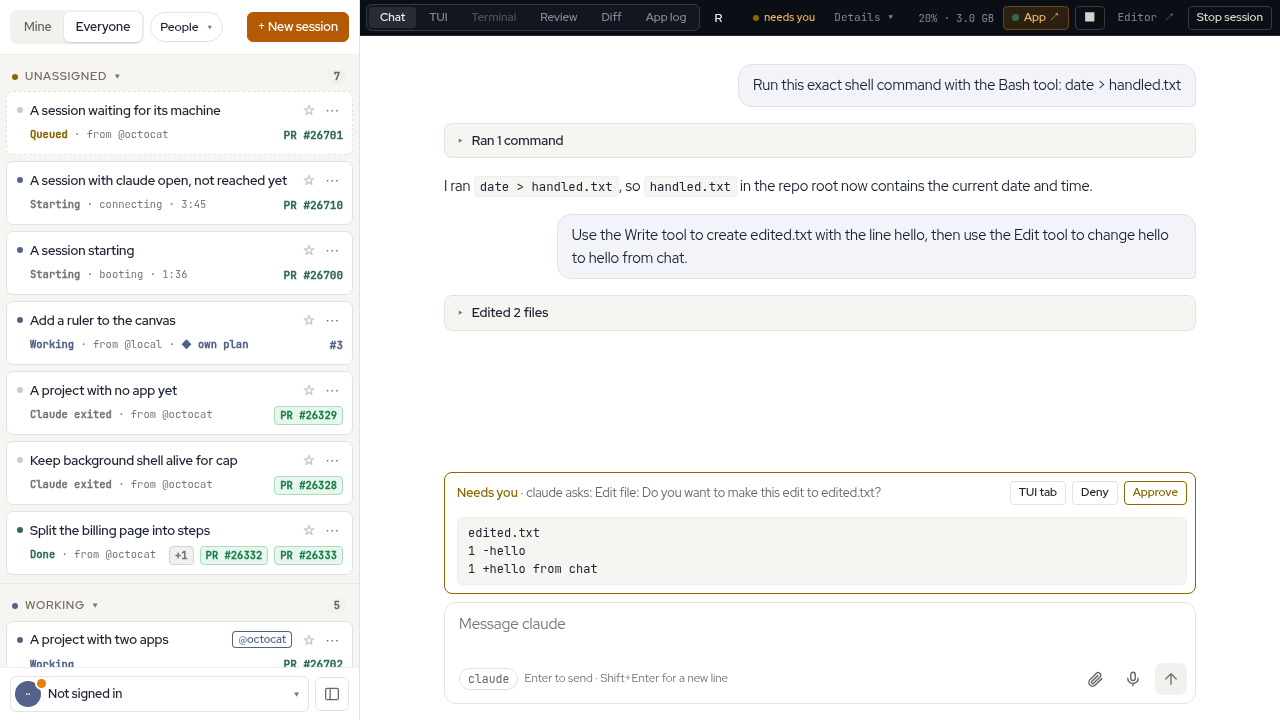 Mine Everyone People ▾ + New session
UNASSIGNED ▾ 7
A session waiting for its machine
Queued · from @octocat PR #26701
A session with claude open, not reached yet
Starting · connecting · 3:45 PR #26710
A session starting
Starting · booting · 1:36 PR #26700
Add a ruler to the canvas
Working · from @local · ◆ own plan #3
A project with no app yet
Claude exited · from @octocat PR #26329
Keep background shell alive for cap
Claude exited · from @octocat PR #26328
Split the billing page into steps
Done · from @octocat +1 PR #26332 PR #26333
WORKING ▾ 5
A project with two apps @octocat
Working PR #26702
Not signed in ▾
Chat TUI Terminal Review Diff App log R needs you Details ▾ 20% · 3.0 GB App ↗ Editor ↗ Stop session
Run this exact shell command with the Bash tool: date > handled.txt
▸ Ran 1 command
I ran date > handled.txt, so handled.txt in the repo root now contains the current date and time.
Use the Write tool to create edited.txt with the line hello, then use the Edit tool to change hello
to hello from chat.
▸ Edited 2 files
Needs you · claude asks: Edit file: Do you want to make this edit to edited.txt? TUI tab Deny Approve
edited.txt
1 -hello
1 +hello from chat
Message claude
claude Enter to send · Shift+Enter for a new line